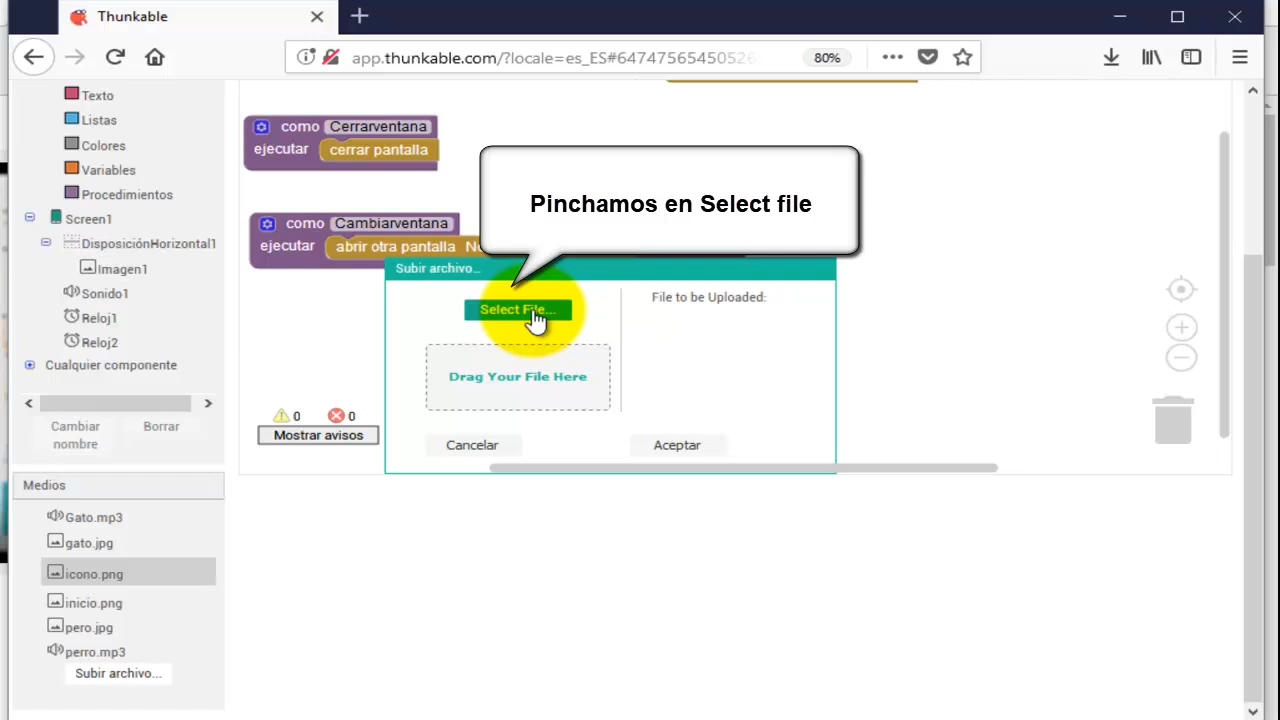 Thunkable
app.thunkable.com/?locale=es_ES#64747565450526
80%
Texto
Listas
Colores
Variables
Procedimientos
Screen1
DisposiciónHorizontal1
Imagen1
Sonido1
Reloj1
Reloj2
Cualquier componente
Cambiar
nombre
Borrar
Medios
Gato.mp3
gato.jpg
icono.png
inicio.png
pero.jpg
perro.mp3
Subir archivo...
como Cerrarventana
ejecutar cerrar pantalla
como Cambiarventana
ejecutar abrir otra pantalla
0 0
Mostrar avisos
Pinchamos en Select file
Subir archivo...
Select File...
File to be Uploaded:
Drag Your File Here
Cancelar
Aceptar